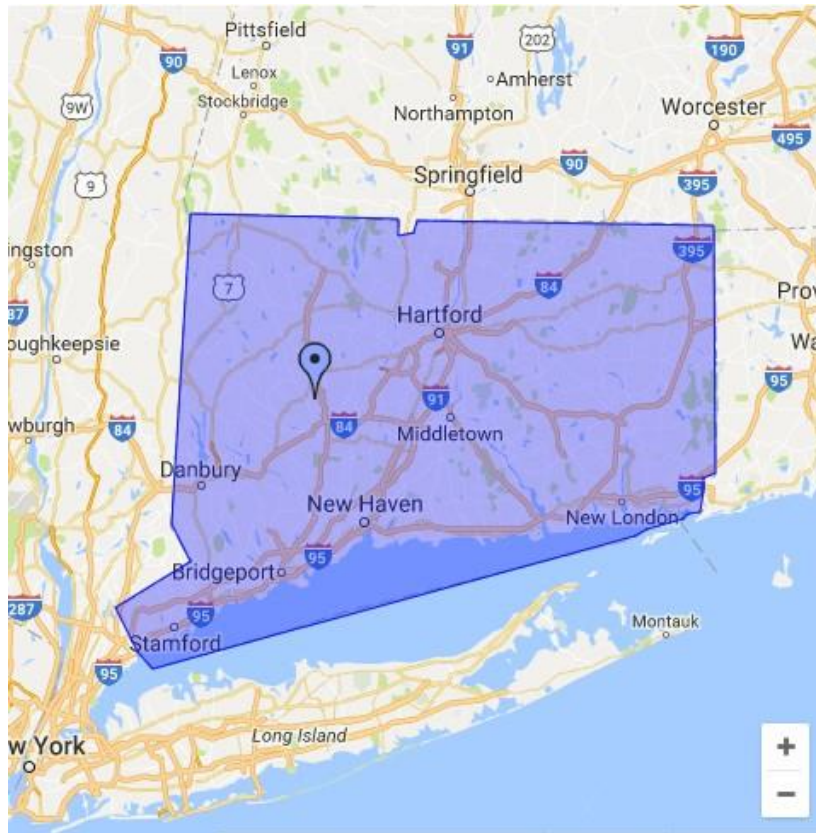 Pittsfield
91
202
190
90
Lenox
Amherst
Stockbridge
9W
Northampton
Worcester
495
9
90
Springfield
395
ington
7
395
84
Prov
87
Hartford
Wa
oughkeepsie
95
91
84
wburgh
84
Middletown
Danbury
95
New Haven
New London
95
Bridgeport
287
95
Stamford
Montauk
95
w York
Long Island
+
−